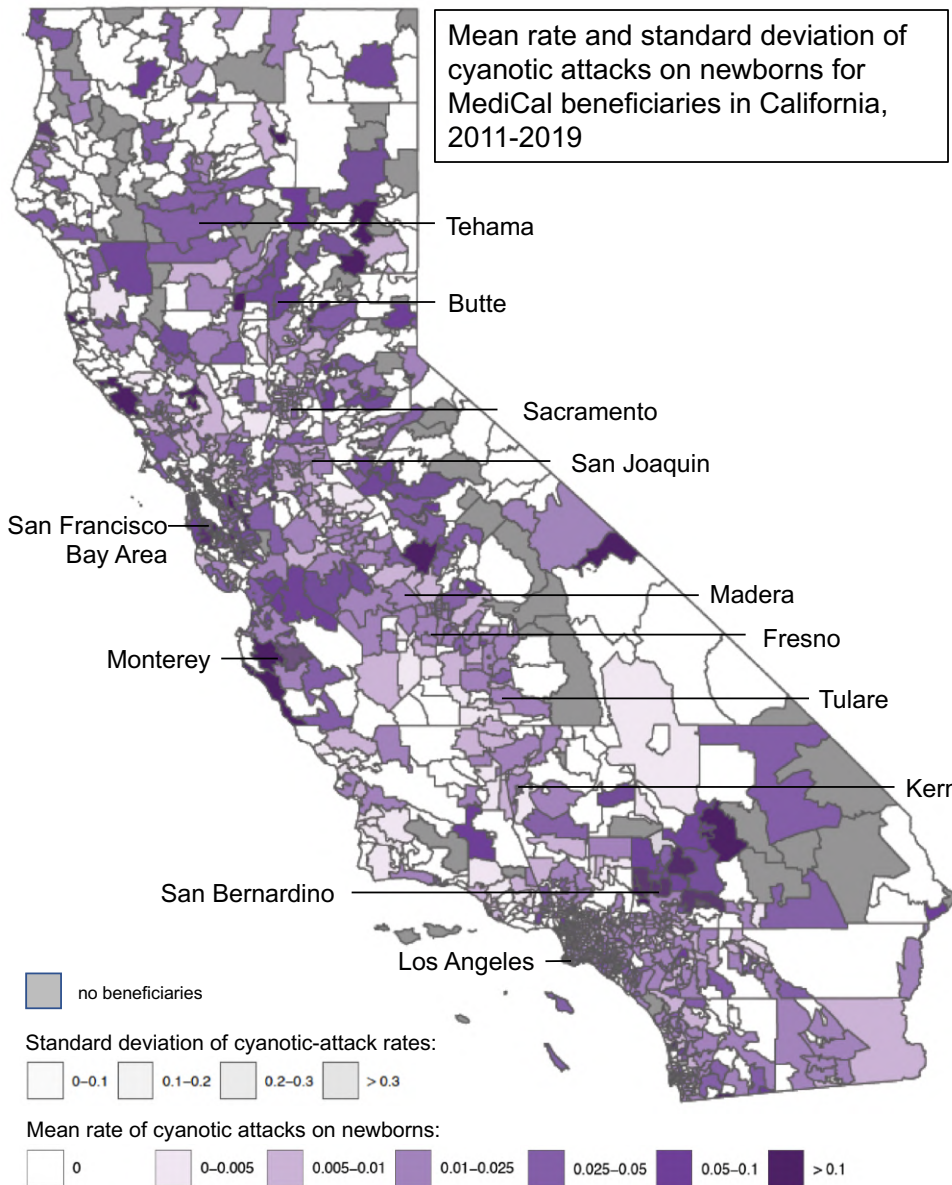 Mean rate and standard deviation of
cyanotic attacks on newborns for
MediCal beneficiaries in California,
2011-2019
Tehama
Butte
Sacramento
San Joaquin
San Francisco
Bay Area
Madera
Fresno
Monterey
Tulare
Kern
San Bernardino
Los Angeles
no beneficiaries
Standard deviation of cyanotic-attack rates:
0–0.1 0.1–0.2 0.2–0.3 > 0.3
Mean rate of cyanotic attacks on newborns:
0 0–0.005 0.005–0.01 0.01–0.025 0.025–0.05 0.05–0.1 > 0.1